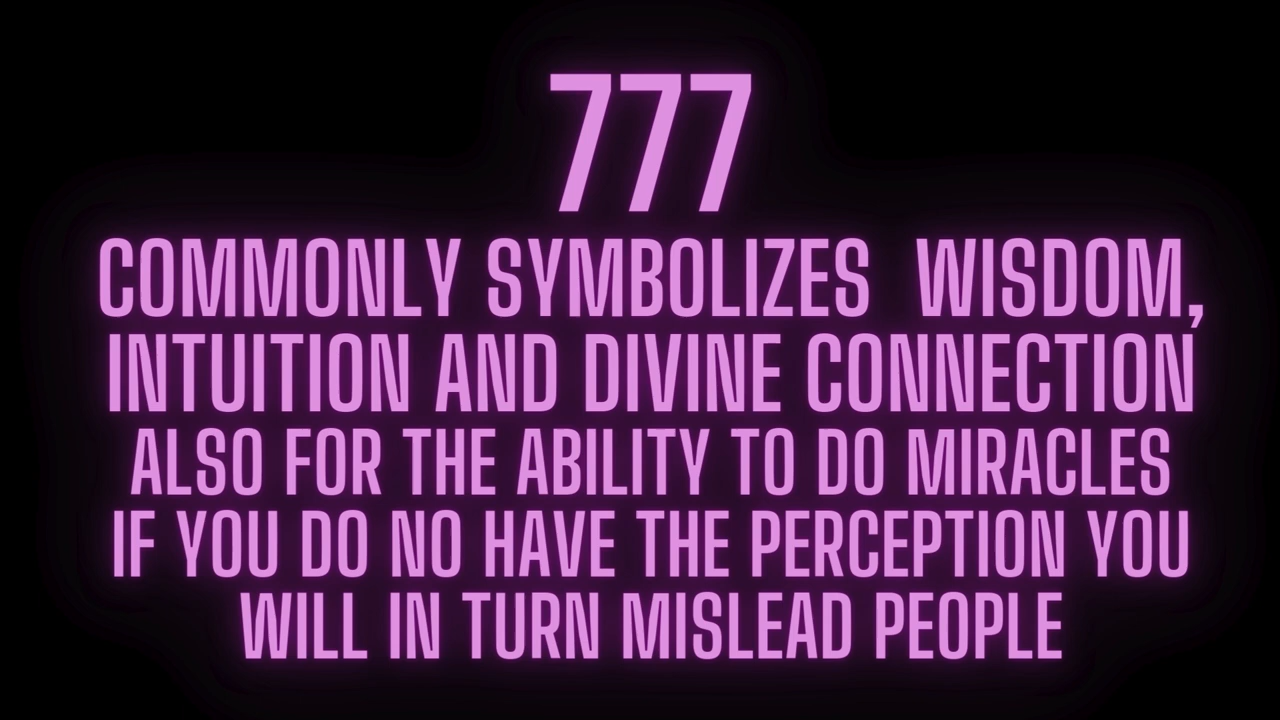 777
COMMONLY SYMBOLIZES  WISDOM,
INTUITION AND DIVINE CONNECTION
ALSO FOR THE ABILITY TO DO MIRACLES
IF YOU DO NO HAVE THE PERCEPTION YOU
WILL IN TURN MISLEAD PEOPLE